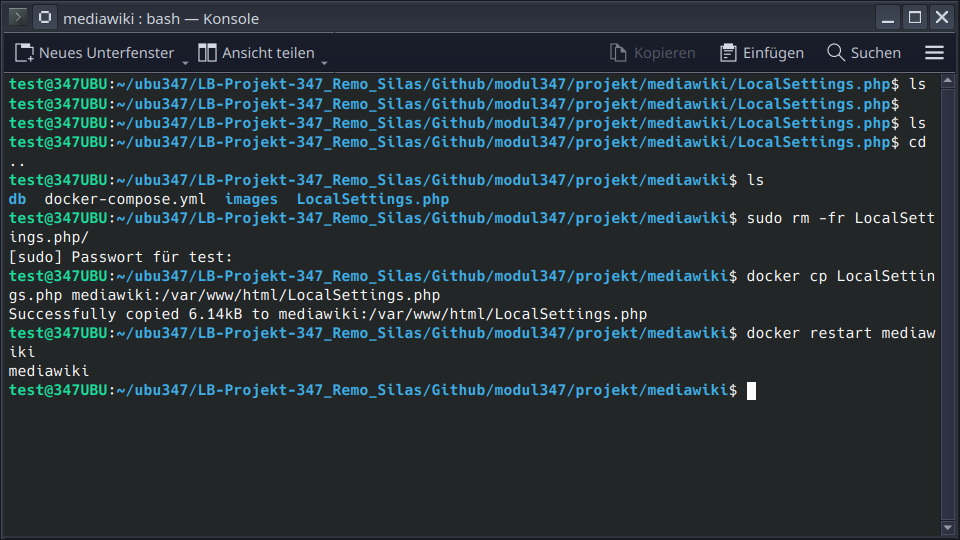 mediawiki : bash — Konsole
Neues Unterfenster Ansicht teilen Kopieren Einfügen Suchen
test@347UBU:~/ubu347/LB-Projekt-347_Remo_Silas/Github/modul347/projekt/mediawiki/LocalSettings.php$ ls
test@347UBU:~/ubu347/LB-Projekt-347_Remo_Silas/Github/modul347/projekt/mediawiki/LocalSettings.php$
test@347UBU:~/ubu347/LB-Projekt-347_Remo_Silas/Github/modul347/projekt/mediawiki/LocalSettings.php$ ls
test@347UBU:~/ubu347/LB-Projekt-347_Remo_Silas/Github/modul347/projekt/mediawiki/LocalSettings.php$ cd
..
test@347UBU:~/ubu347/LB-Projekt-347_Remo_Silas/Github/modul347/projekt/mediawiki$ ls
db docker-compose.yml images LocalSettings.php
test@347UBU:~/ubu347/LB-Projekt-347_Remo_Silas/Github/modul347/projekt/mediawiki$ sudo rm -fr LocalSett
ings.php/
[sudo] Passwort für test:
test@347UBU:~/ubu347/LB-Projekt-347_Remo_Silas/Github/modul347/projekt/mediawiki$ docker cp LocalSettin
gs.php mediawiki:/var/www/html/LocalSettings.php
Successfully copied 6.14kB to mediawiki:/var/www/html/LocalSettings.php
test@347UBU:~/ubu347/LB-Projekt-347_Remo_Silas/Github/modul347/projekt/mediawiki$ docker restart mediaw
iki
mediawiki
test@347UBU:~/ubu347/LB-Projekt-347_Remo_Silas/Github/modul347/projekt/mediawiki$